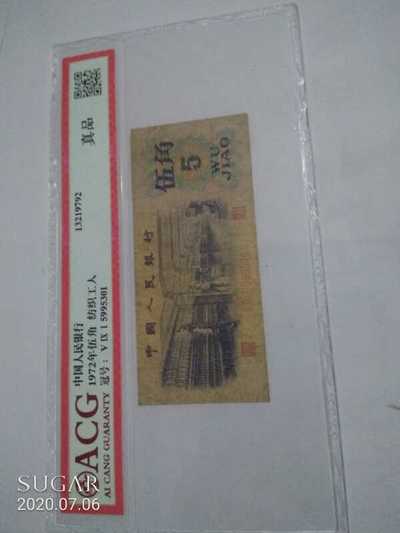 ACG
AI CANG GUARANTY
中国人民银行
1972年伍角 纺织工人
冠号: V IX I 5995301
13219792
真品
中国人民银行
伍角
5
WU
JIAO
SUGAR
2020.07.06